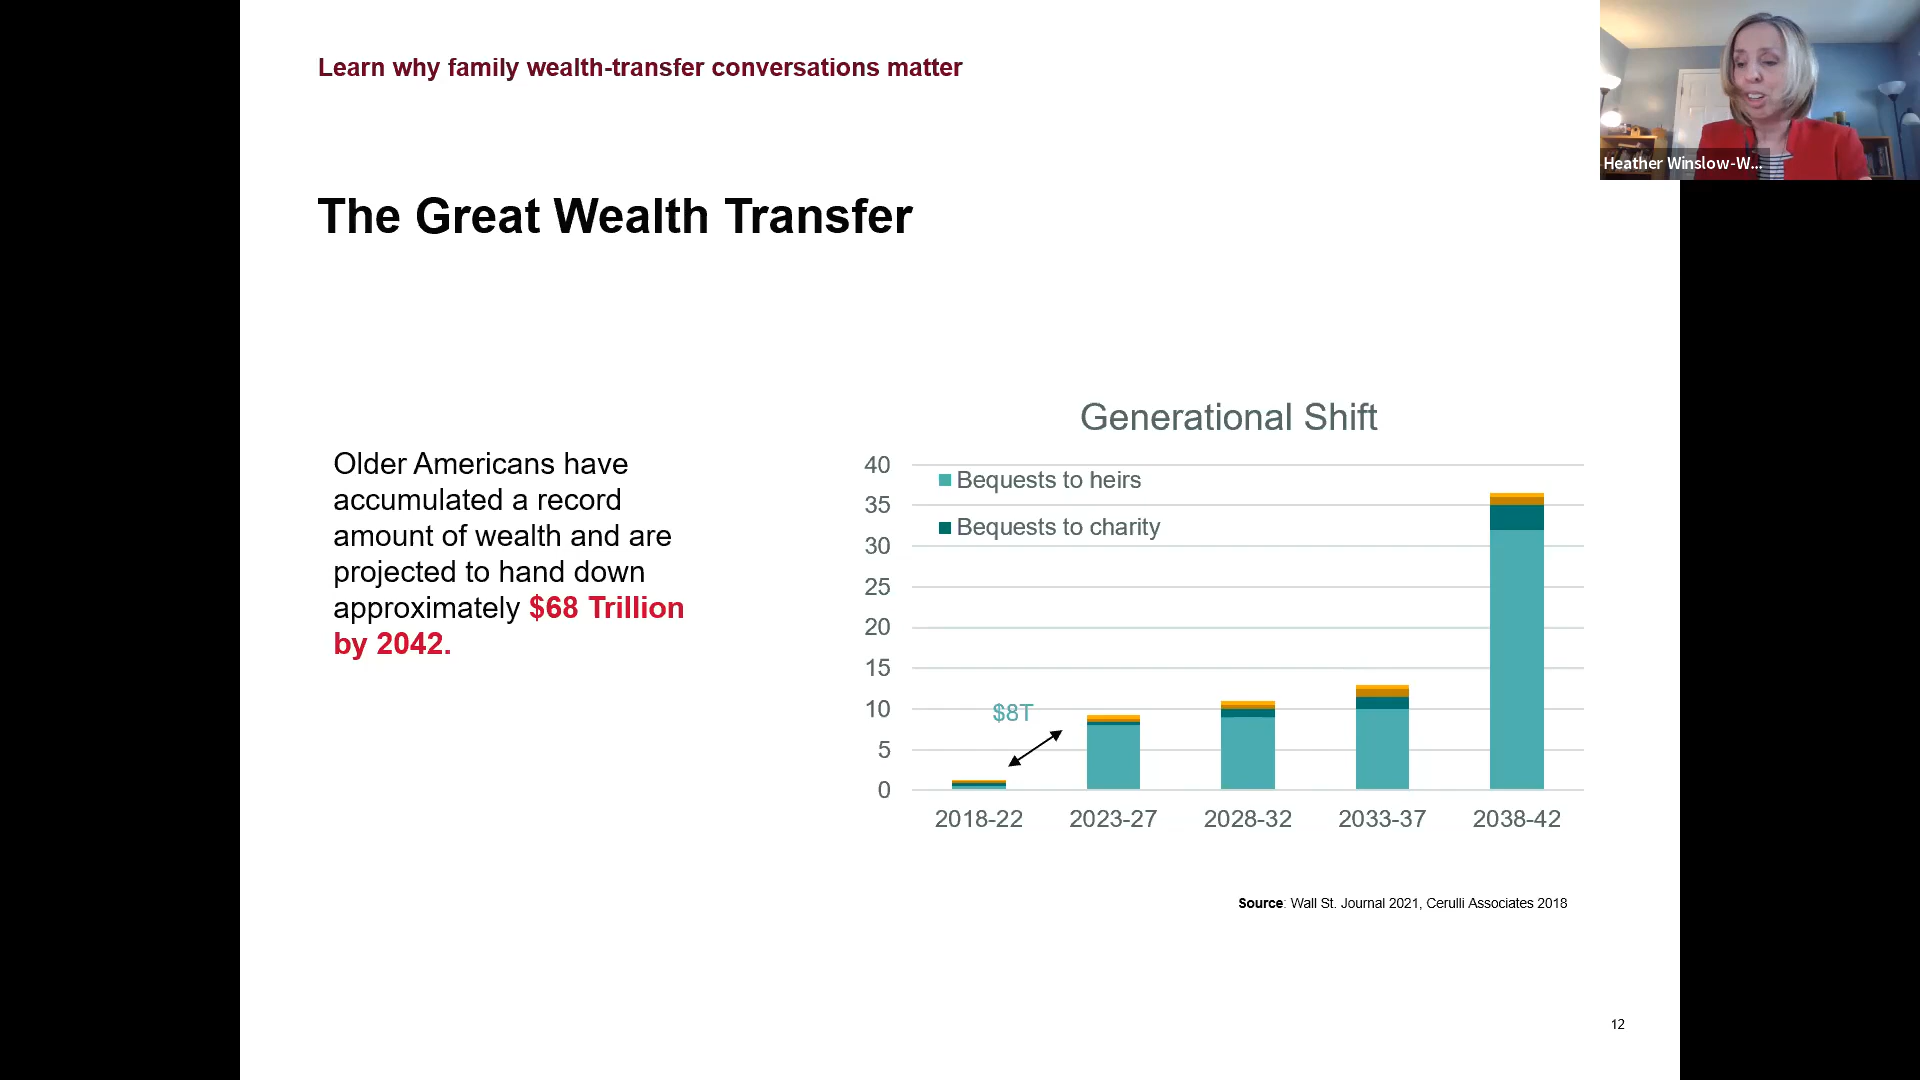 Learn why family wealth-transfer conversations matter
Heather Winslow-W...
The Great Wealth Transfer
Older Americans have
accumulated a record
amount of wealth and are
projected to hand down
approximately $68 Trillion
by 2042.
Generational Shift
40
35
30
25
20
15
10
5
0
Bequests to heirs
Bequests to charity
$8T
2018-22 2023-27 2028-32 2033-37 2038-42
Source: Wall St. Journal 2021, Cerulli Associates 2018
12